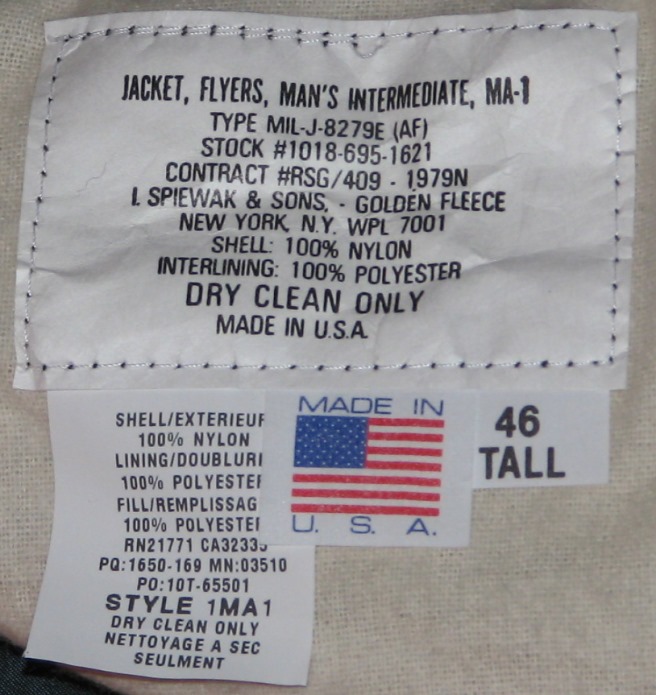 JACKET, FLYERS, MAN'S INTERMEDIATE, MA-1
TYPE MIL-J-8279E (AF)
STOCK #1018-695-1621
CONTRACT #RSG/409 - 1979N
I. SPIEWAK & SONS, - GOLDEN FLEECE
NEW YORK, N.Y. WPL 7001
SHELL: 100% NYLON
INTERLINING: 100% POLYESTER
DRY CLEAN ONLY
MADE IN U.S.A.
SHELL/EXTERIEUR
100% NYLON
LINING/DOUBLUR
100% POLYESTER
FILL/REMPLISSAG
100% POLYESTER
RN21771 CA32335
PQ:1650-169 MN:03510
PO:10T-65501
STYLE 1MA1
DRY CLEAN ONLY
NETTOYAGE A SEC
SEULMENT
MADE IN
U. S. A.
46
TALL